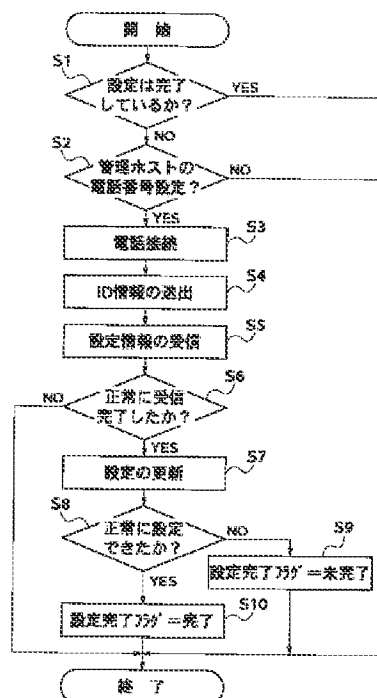 開 始
S1
設定は完了
しているか?
YES
NO
S2
管理ホストの
電話番号設定?
NO
YES
電話接続
S3
ID情報の送出
S4
設定情報の受信
S5
S6
正常に受信
完了したか?
NO
YES
設定の更新
S7
S8
正常に設定
できたか?
NO
YES
S9
設定完了フラグ=未完了
設定完了フラグ=完了
S10
終 了